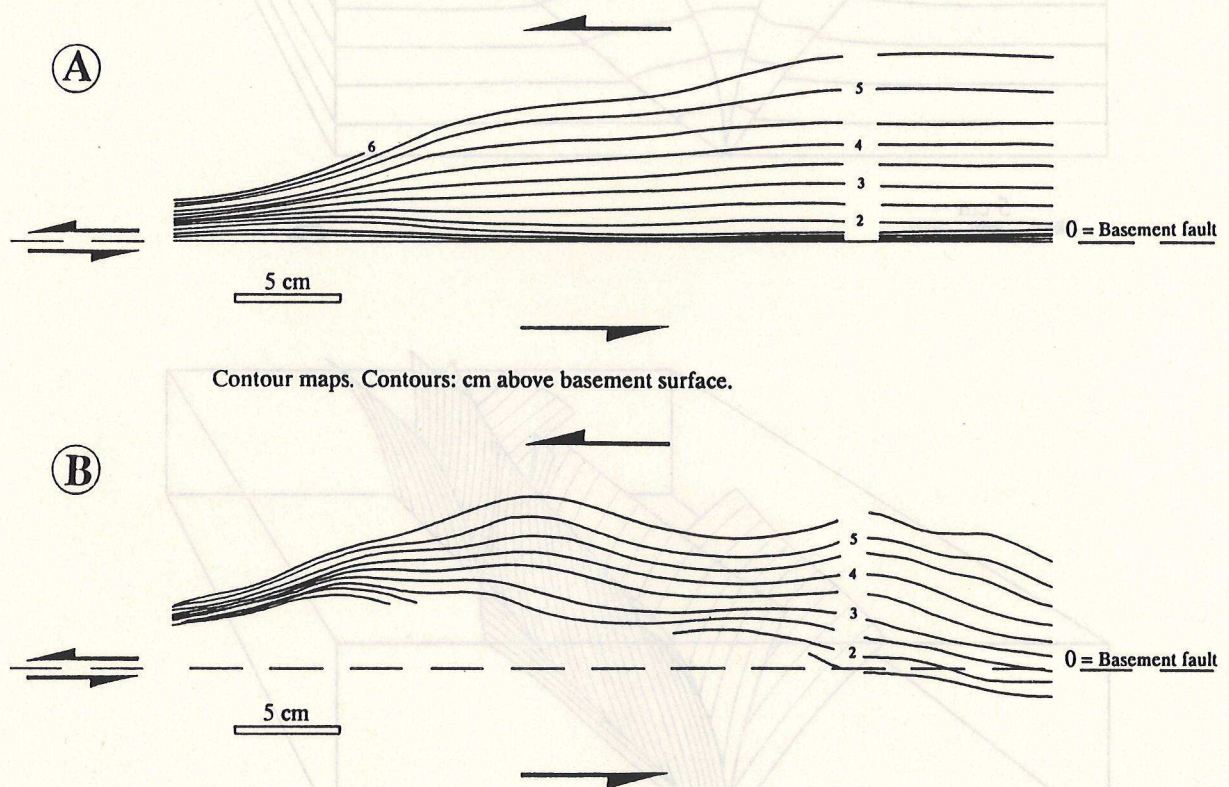 A
6
5
4
3
2
0 = Basement fault
5 cm
Contour maps. Contours: cm above basement surface.
B
5
4
3
2
0 = Basement fault
5 cm